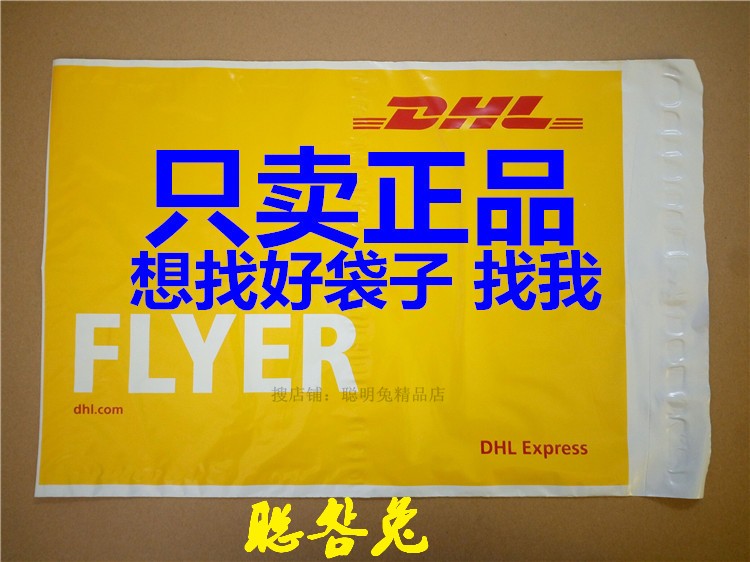 DHL
只卖正品
想找好袋子 找我
FLYER
搜店铺：聪明兔精品店
dhl.com
DHL Express
聪明兔